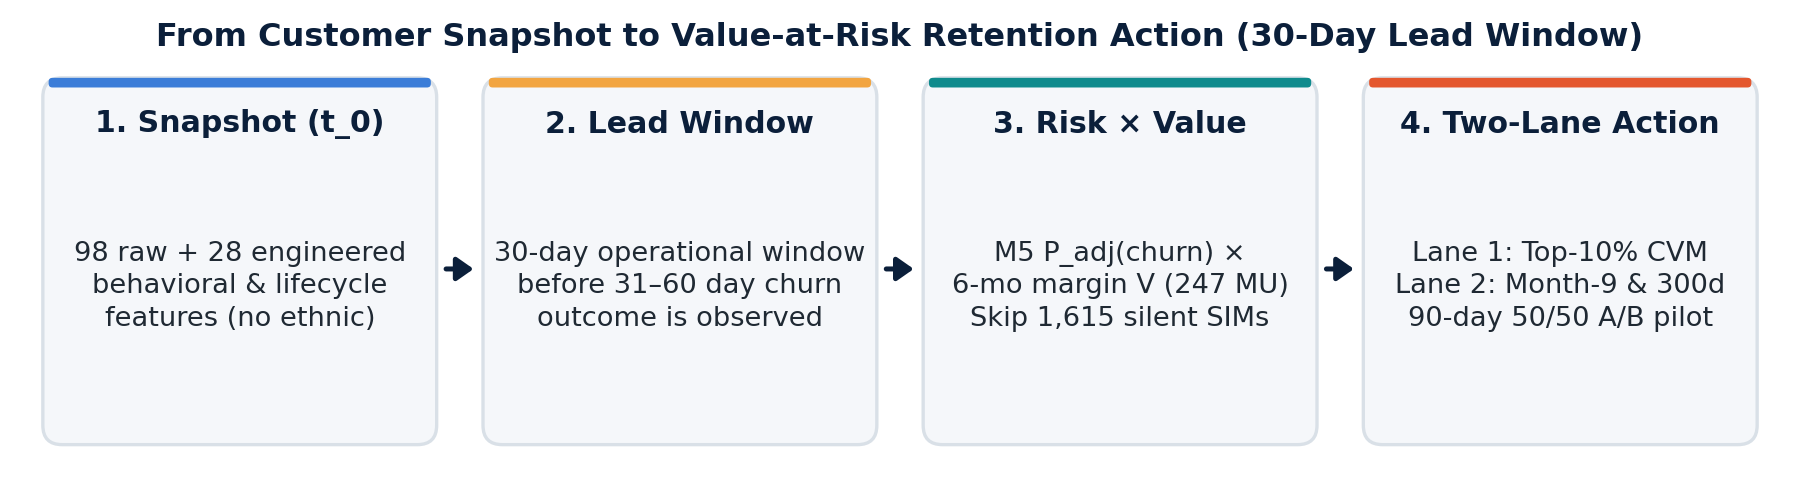 From Customer Snapshot to Value-at-Risk Retention Action (30-Day Lead Window)
1. Snapshot (t_0)
98 raw + 28 engineered
behavioral & lifecycle
features (no ethnic)
2. Lead Window
30-day operational window
before 31–60 day churn
outcome is observed
3. Risk × Value
M5 P_adj(churn) ×
6-mo margin V (247 MU)
Skip 1,615 silent SIMs
4. Two-Lane Action
Lane 1: Top-10% CVM
Lane 2: Month-9 & 300d
90-day 50/50 A/B pilot